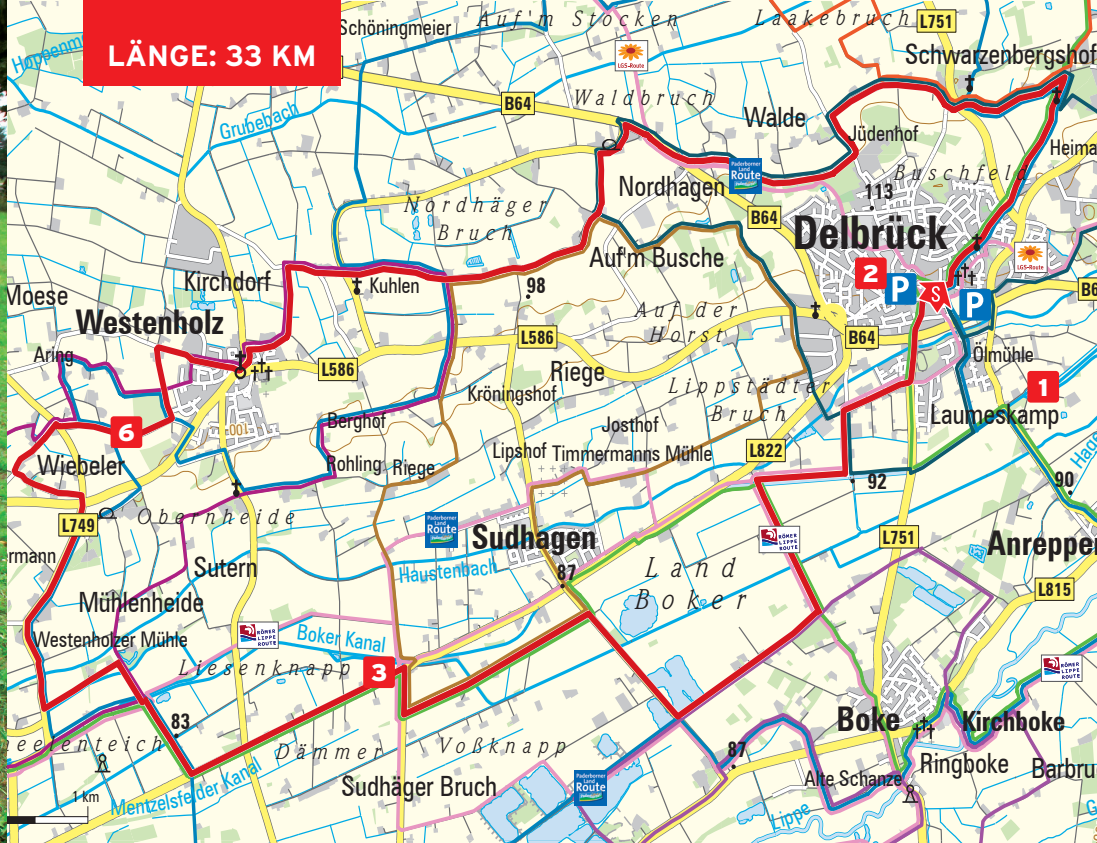 LÄNGE: 33 KM
Schöningmeier
Auf'm Stocken
Laakebruch
L751
Schwarzenbergshof
LGS-Route
Grubebach
B64
Waldbruch
Walde
Jüdenhof
Heima
Paderborner
Land
Route
Nordhagen
113
Buschfeld
Nordhäger
Bruch
B64
Delbrück
LGS-Route
Auf'm Busche
2
P
S
P
B6
Kirchdorf
Kuhlen
98
Moese
Westenholz
Auf der
Horst
Aring
L586
L586
B64
Ölmühle
Riege
1
Kröningshof
Lippstädter
Bruch
Laumeskamp
6
Berghof
Josthof
Wiebeler
Rohling
Riege
Lipshof
Timmermanns Mühle
L822
92
90
L749
Obernheide
Paderborner
Land
Route
Sudhagen
RÖMER
LIPPE
ROUTE
L751
Anreppe
rmann
Sutern
Haustenbach
87
Land
Boker
L815
Mühlenheide
Westenholzer Mühle
RÖMER
LIPPE
ROUTE
Boker Kanal
Liesenknapp
3
RÖMER
LIPPE
ROUTE
83
Dämmer
Voßknapp
Boke
Kirchboke
87
Ringboke
Barbru
1 km
Mentzelsfelder Kanal
Sudhäger Bruch
Paderborner
Land
Route
Alte Schanze
Lippe